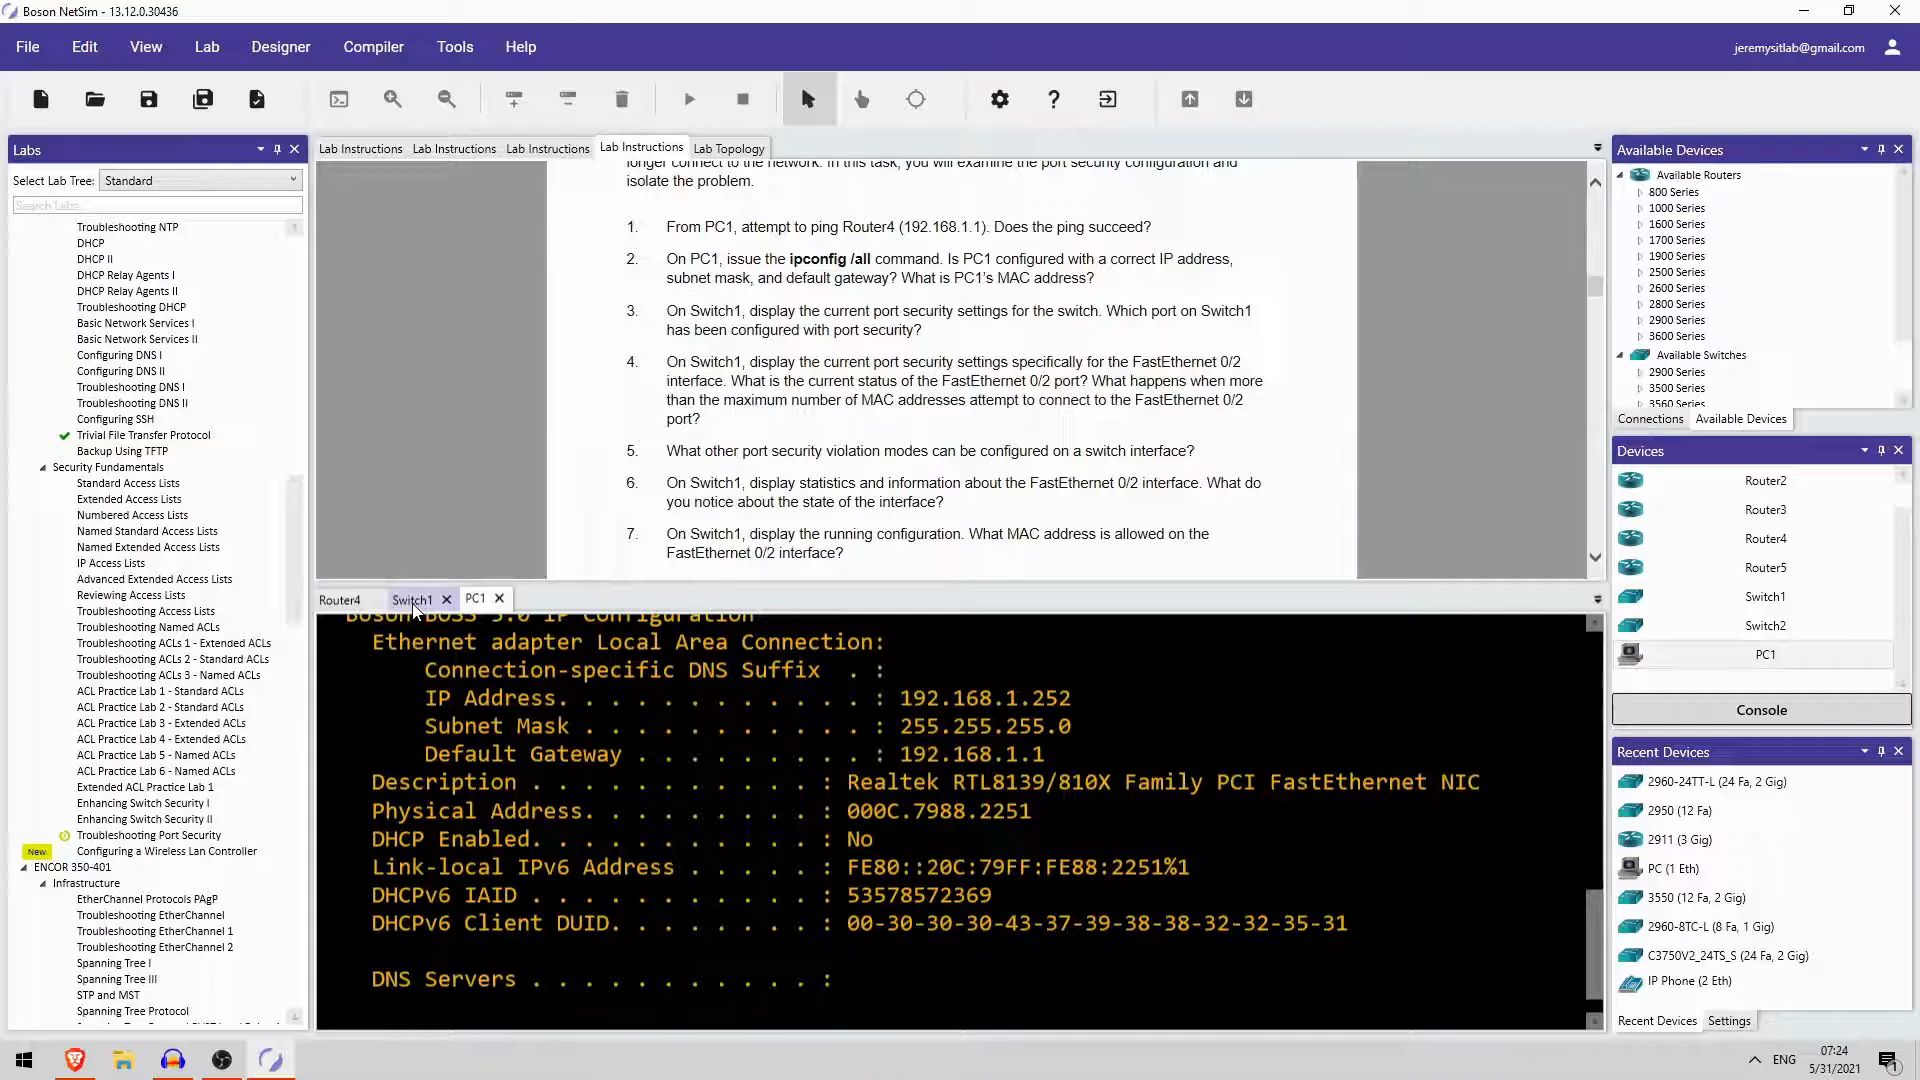 Boson NetSim - 13.12.0.30436
File Edit View Lab Designer Compiler Tools Help
jeremysitlab@gmail.com
Labs
Select Lab Tree: Standard
Search Labs
Troubleshooting NTP
DHCP
DHCP II
DHCP Relay Agents I
DHCP Relay Agents II
Troubleshooting DHCP
Basic Network Services I
Basic Network Services II
Configuring DNS I
Configuring DNS II
Troubleshooting DNS I
Troubleshooting DNS II
Configuring SSH
Trivial File Transfer Protocol
Backup Using TFTP
Security Fundamentals
Standard Access Lists
Extended Access Lists
Numbered Access Lists
Named Standard Access Lists
Named Extended Access Lists
IP Access Lists
Advanced Extended Access Lists
Reviewing Access Lists
Troubleshooting Access Lists
Troubleshooting Named ACLs
Troubleshooting ACLs 1 - Extended ACLs
Troubleshooting ACLs 2 - Standard ACLs
Troubleshooting ACLs 3 - Named ACLs
ACL Practice Lab 1 - Standard ACLs
ACL Practice Lab 2 - Standard ACLs
ACL Practice Lab 3 - Extended ACLs
ACL Practice Lab 4 - Extended ACLs
ACL Practice Lab 5 - Named ACLs
ACL Practice Lab 6 - Named ACLs
Extended ACL Practice Lab 1
Enhancing Switch Security I
Enhancing Switch Security II
Troubleshooting Port Security
New Configuring a Wireless Lan Controller
ENCOR 350-401
Infrastructure
EtherChannel Protocols PAgP
Troubleshooting EtherChannel
Troubleshooting EtherChannel 1
Troubleshooting EtherChannel 2
Spanning Tree I
Spanning Tree III
STP and MST
Spanning Tree Protocol
Lab Instructions Lab Instructions Lab Instructions Lab Instructions Lab Topology
longer connect to the network. In this task, you will examine the port security configuration and
isolate the problem.
1. From PC1, attempt to ping Router4 (192.168.1.1). Does the ping succeed?
2. On PC1, issue the ipconfig /all command. Is PC1 configured with a correct IP address,
subnet mask, and default gateway? What is PC1's MAC address?
3. On Switch1, display the current port security settings for the switch. Which port on Switch1
has been configured with port security?
4. On Switch1, display the current port security settings specifically for the FastEthernet 0/2
interface. What is the current status of the FastEthernet 0/2 port? What happens when more
than the maximum number of MAC addresses attempt to connect to the FastEthernet 0/2
port?
5. What other port security violation modes can be configured on a switch interface?
6. On Switch1, display statistics and information about the FastEthernet 0/2 interface. What do
you notice about the state of the interface?
7. On Switch1, display the running configuration. What MAC address is allowed on the
FastEthernet 0/2 interface?
Router4 Switch1 PC1
Boson BOSS 5.0 IP Configuration
Ethernet adapter Local Area Connection:
Connection-specific DNS Suffix . :
IP Address. . . . . . . . . . . . : 192.168.1.252
Subnet Mask . . . . . . . . . . . : 255.255.255.0
Default Gateway . . . . . . . . . : 192.168.1.1
Description . . . . . . . . . . . : Realtek RTL8139/810X Family PCI FastEthernet NIC
Physical Address. . . . . . . . . : 000C.7988.2251
DHCP Enabled. . . . . . . . . . . : No
Link-local IPv6 Address . . . . . : FE80::20C:79FF:FE88:2251%1
DHCPv6 IAID . . . . . . . . . . . : 53578572369
DHCPv6 Client DUID. . . . . . . . : 00-30-30-30-43-37-39-38-38-32-32-35-31
DNS Servers . . . . . . . . . . . :
Available Devices
Available Routers
800 Series
1000 Series
1600 Series
1700 Series
1900 Series
2500 Series
2600 Series
2800 Series
2900 Series
3600 Series
Available Switches
2900 Series
3500 Series
3560 Series
Connections Available Devices
Devices
Router2
Router3
Router4
Router5
Switch1
Switch2
PC1
Console
Recent Devices
2960-24TT-L (24 Fa, 2 Gig)
2950 (12 Fa)
2911 (3 Gig)
PC (1 Eth)
3550 (12 Fa, 2 Gig)
2960-8TC-L (8 Fa, 1 Gig)
C3750V2_24TS_S (24 Fa, 2 Gig)
IP Phone (2 Eth)
Recent Devices Settings
ENG
07:24
5/31/2021
1